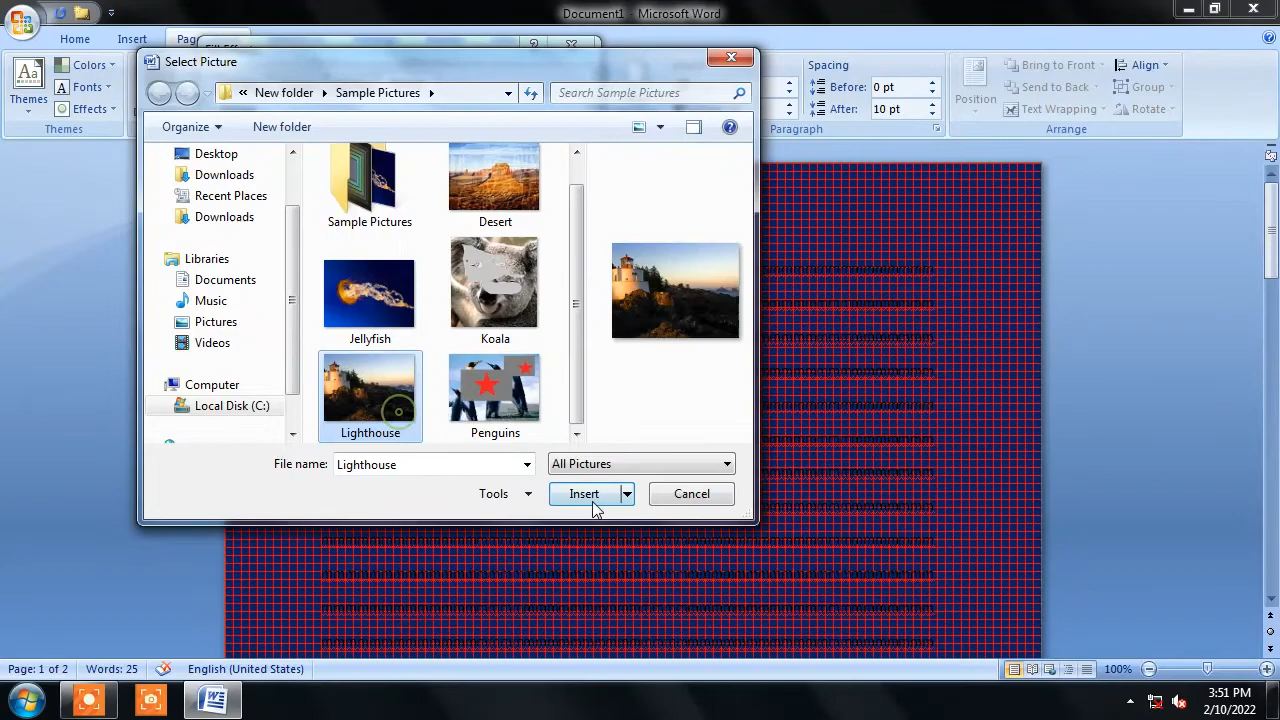 Document1 - Microsoft Word
Home
Insert
Pag
Fill Eff
Select Picture
Colors
Spacing
Bring to Front
Align
Themes
Fonts
New folder
Sample Pictures
Search Sample Pictures
Before:
0 pt
Position
Send to Back
Group
Effects
After:
10 pt
Text Wrapping
Rotate
Themes
Organize
New folder
Paragraph
Arrange
Desktop
Downloads
Recent Places
Downloads
Sample Pictures
Desert
Libraries
Documents
Music
Pictures
Videos
Jellyfish
Koala
Computer
Local Disk (C:)
Lighthouse
Penguins
File name:
Lighthouse
All Pictures
Tools
Insert
Cancel
Page: 1 of 2
Words: 25
English (United States)
100%
3:51 PM
2/10/2022